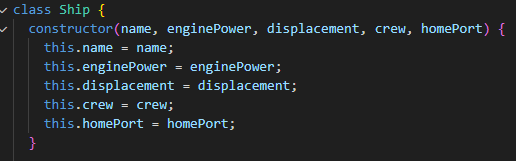 class Ship {
  constructor(name, enginePower, displacement, crew, homePort) {
    this.name = name;
    this.enginePower = enginePower;
    this.displacement = displacement;
    this.crew = crew;
    this.homePort = homePort;
  }